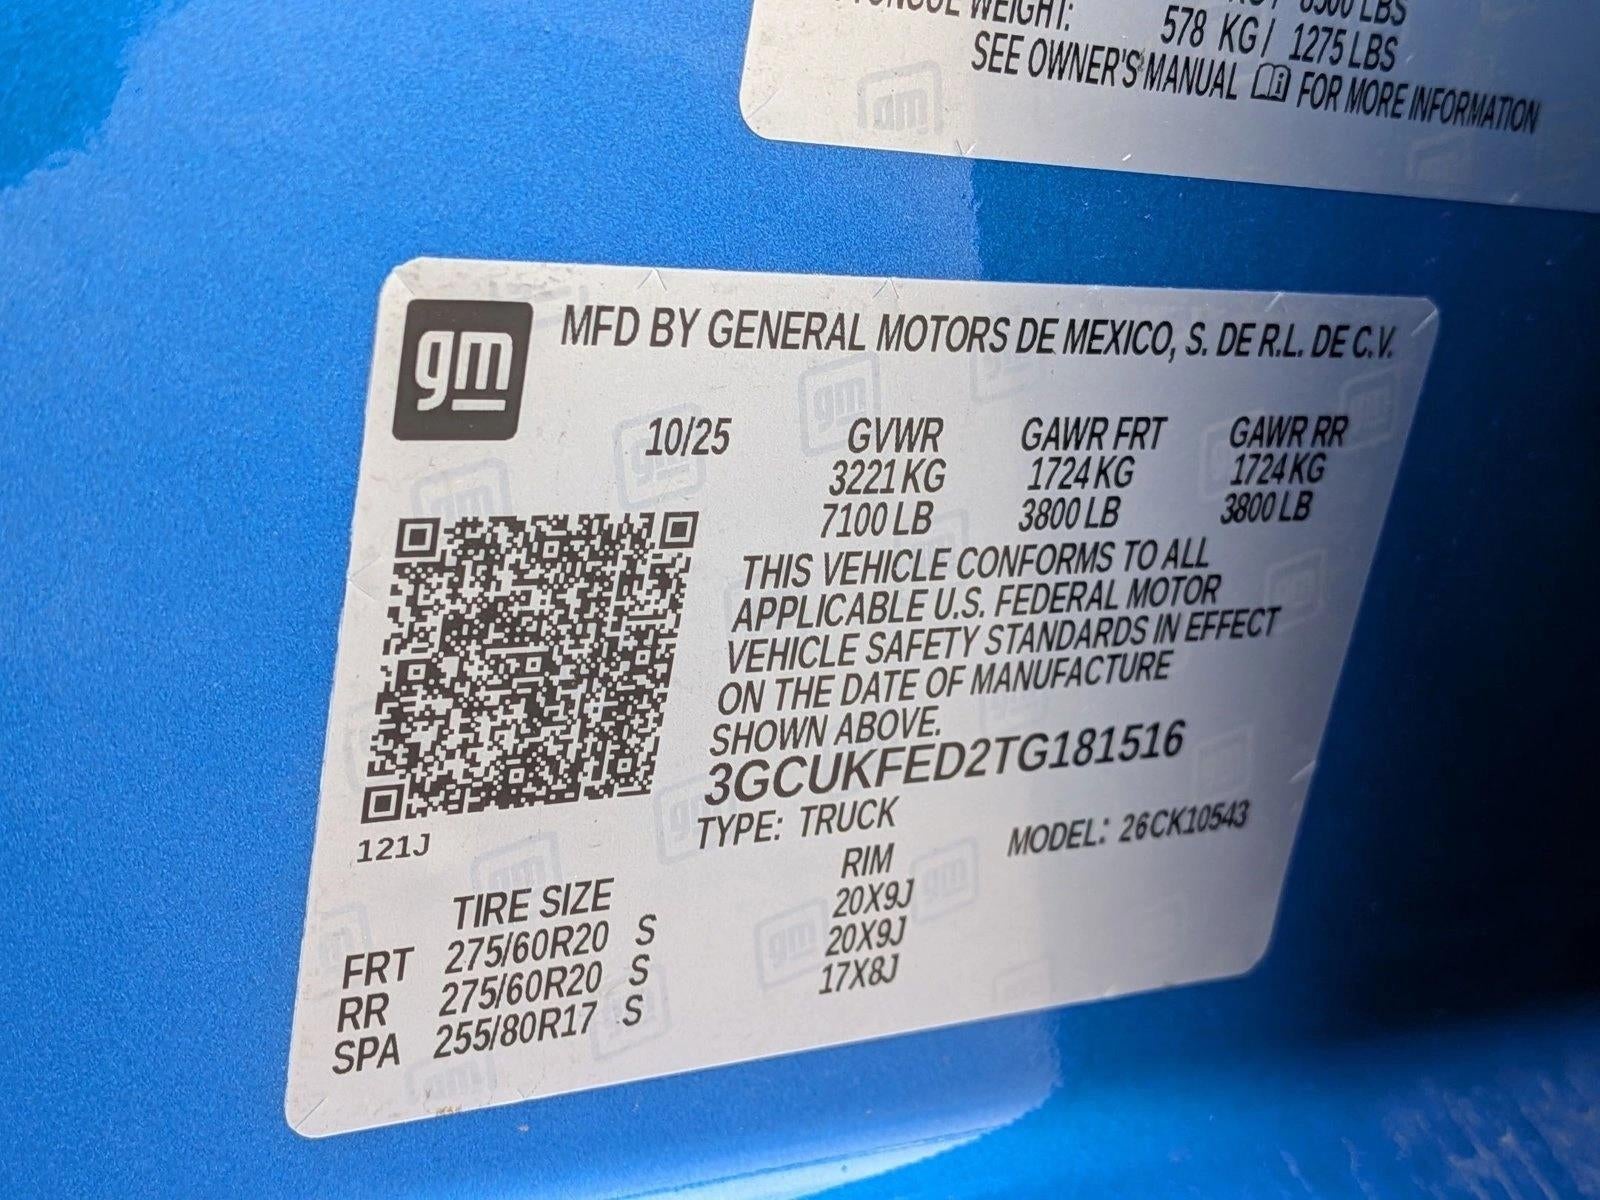 TONGUE WEIGHT: 578 KG / 1275 LBS
SEE OWNER'S MANUAL FOR MORE INFORMATION
gm
gm
MFD BY GENERAL MOTORS DE MEXICO, S. DE R.L. DE C.V.
10/25 GVWR GAWR FRT GAWR RR
3221 KG 1724 KG 1724 KG
7100 LB 3800 LB 3800 LB
THIS VEHICLE CONFORMS TO ALL
APPLICABLE U.S. FEDERAL MOTOR
VEHICLE SAFETY STANDARDS IN EFFECT
ON THE DATE OF MANUFACTURE
SHOWN ABOVE.
3GCUKFED2TG181516
TYPE: TRUCK MODEL: 26CK10543
121J
TIRE SIZE RIM
FRT 275/60R20 S 20X9J
RR 275/60R20 S 20X9J
SPA 255/80R17 S 17X8J